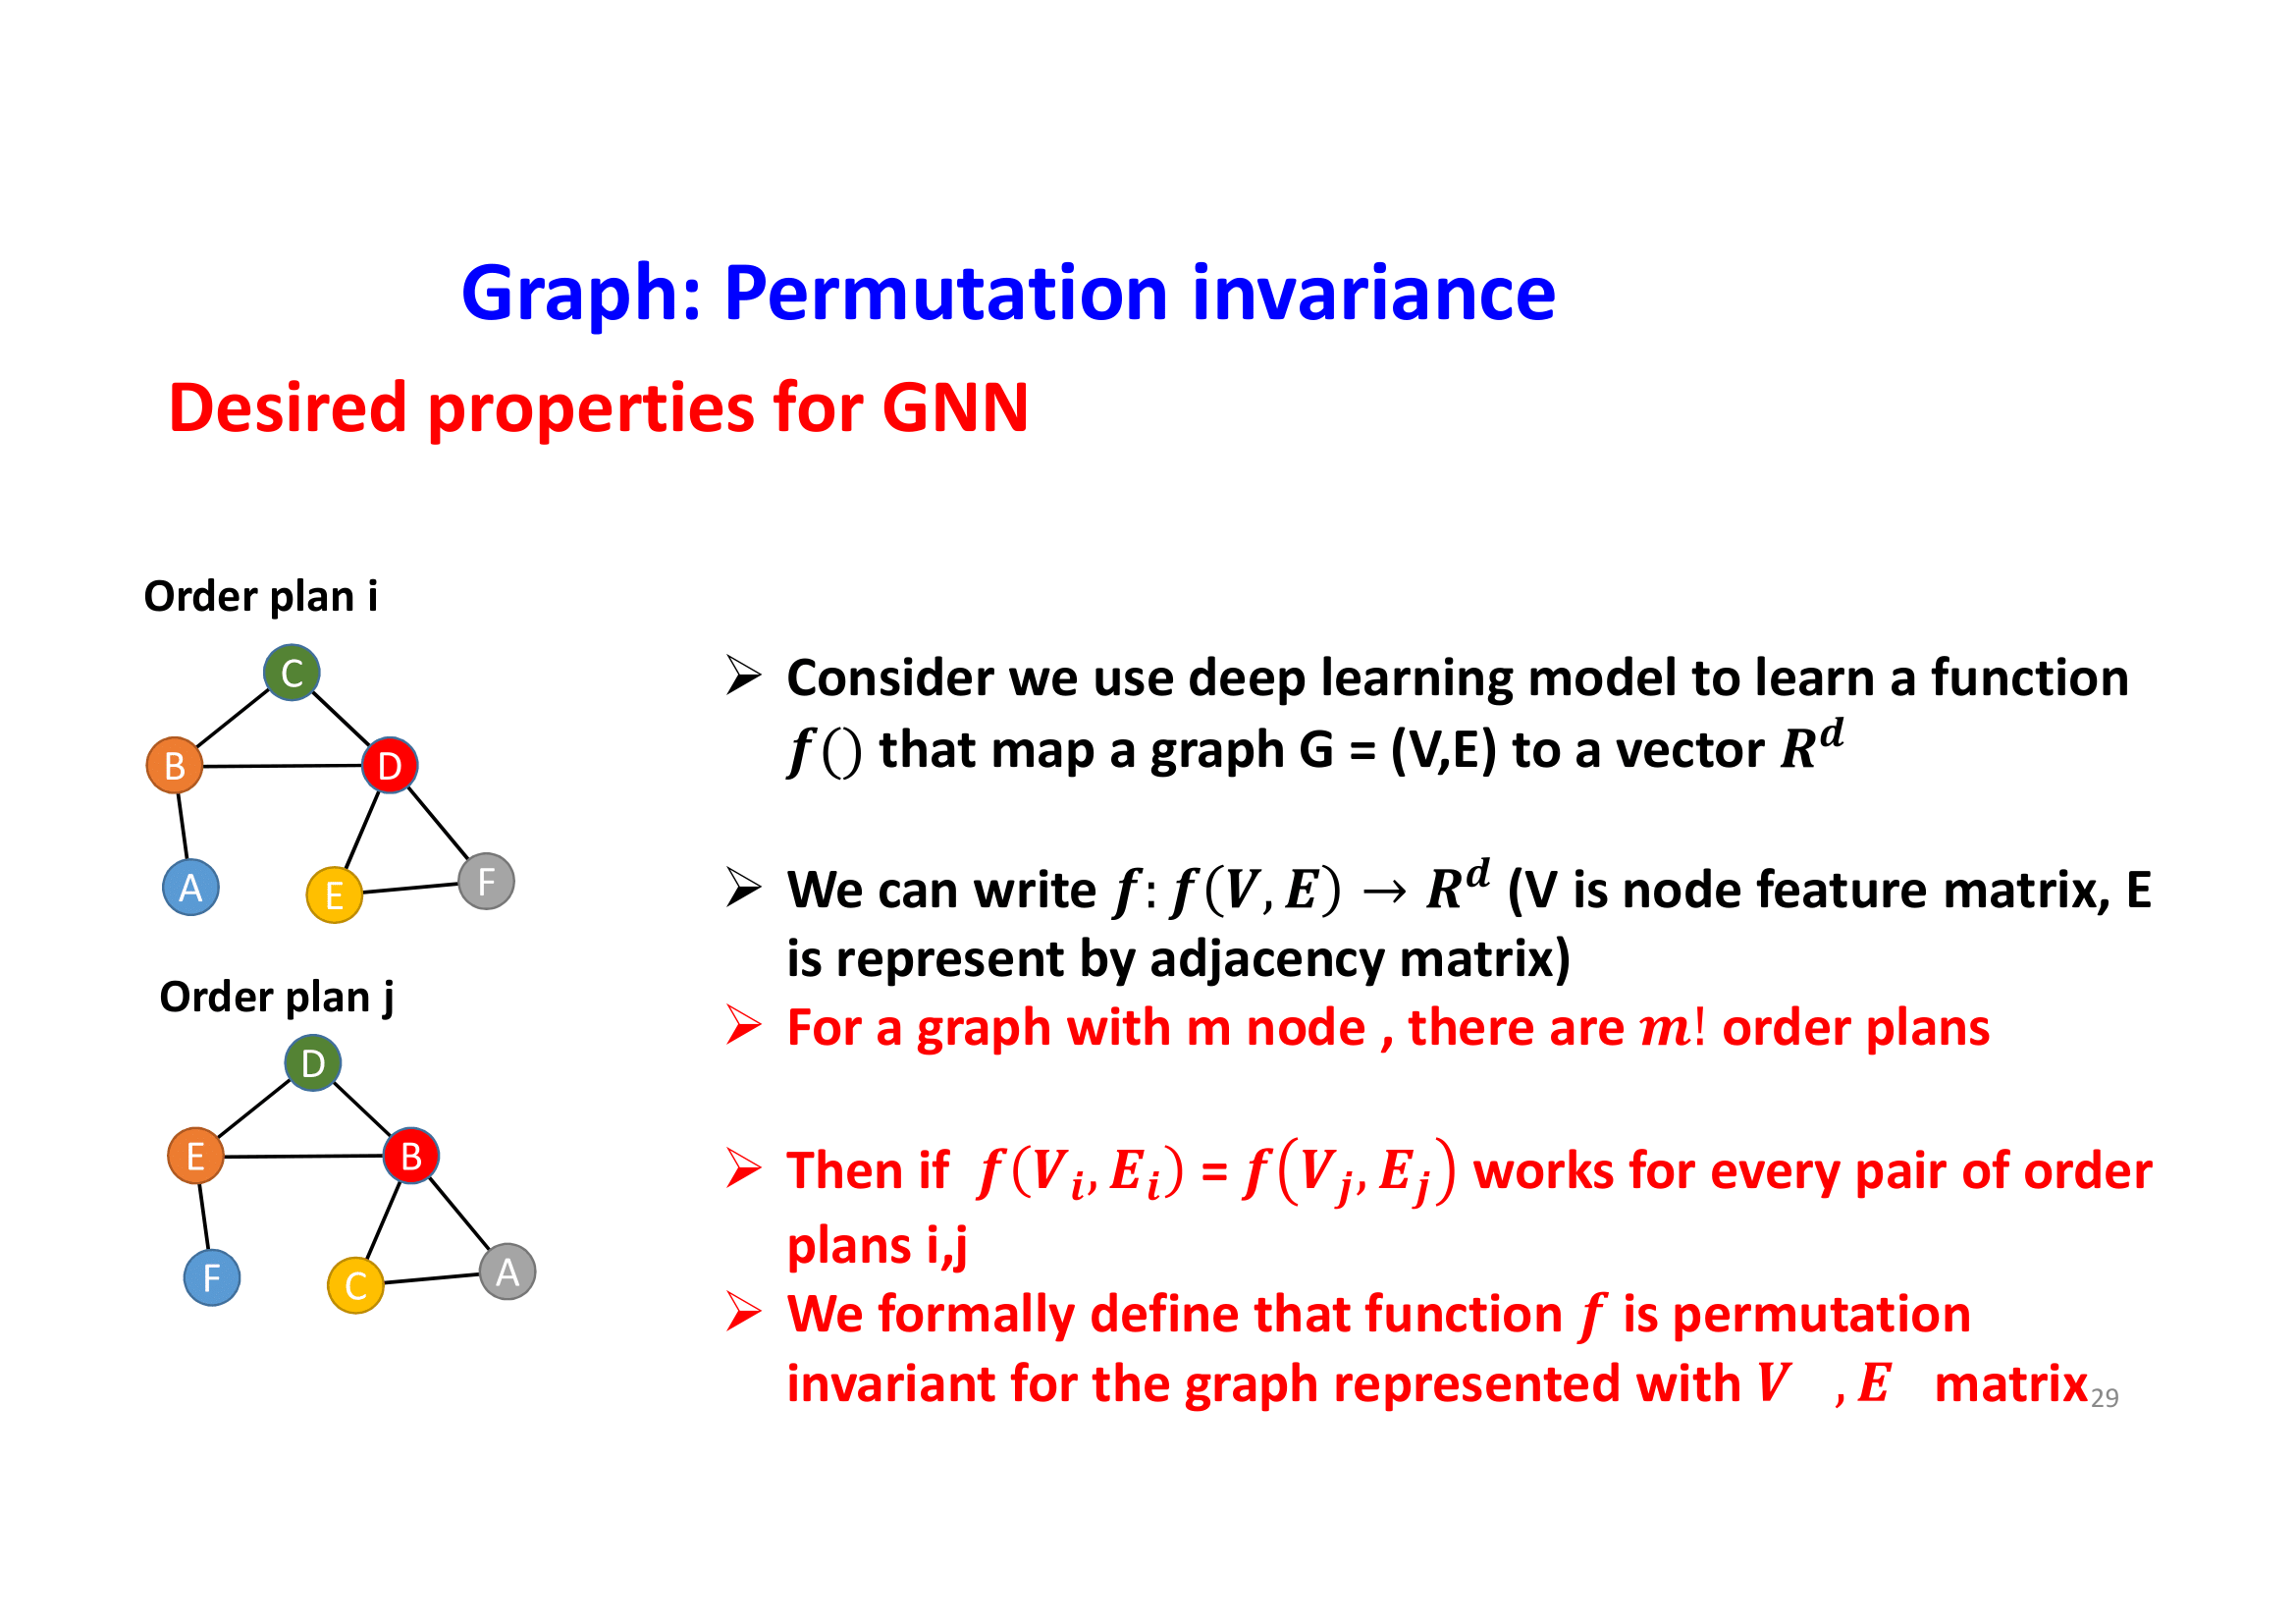 Graph: Permutation invariance
Desired properties for GNN
Order plan i
C
B
D
A
E
F
Order plan j
D
E
B
F
C
A
➢ Consider we use deep learning model to learn a function
f() that map a graph G = (V,E) to a vector R^d
➢ We can write f: f(V, E) → R^d (V is node feature matrix, E
is represent by adjacency matrix)
➢ For a graph with m node , there are m! order plans
➢ Then if f(V_i, E_i) = f(V_j, E_j) works for every pair of order
plans i,j
➢ We formally define that function f is permutation
invariant for the graph represented with V , E matrix
29